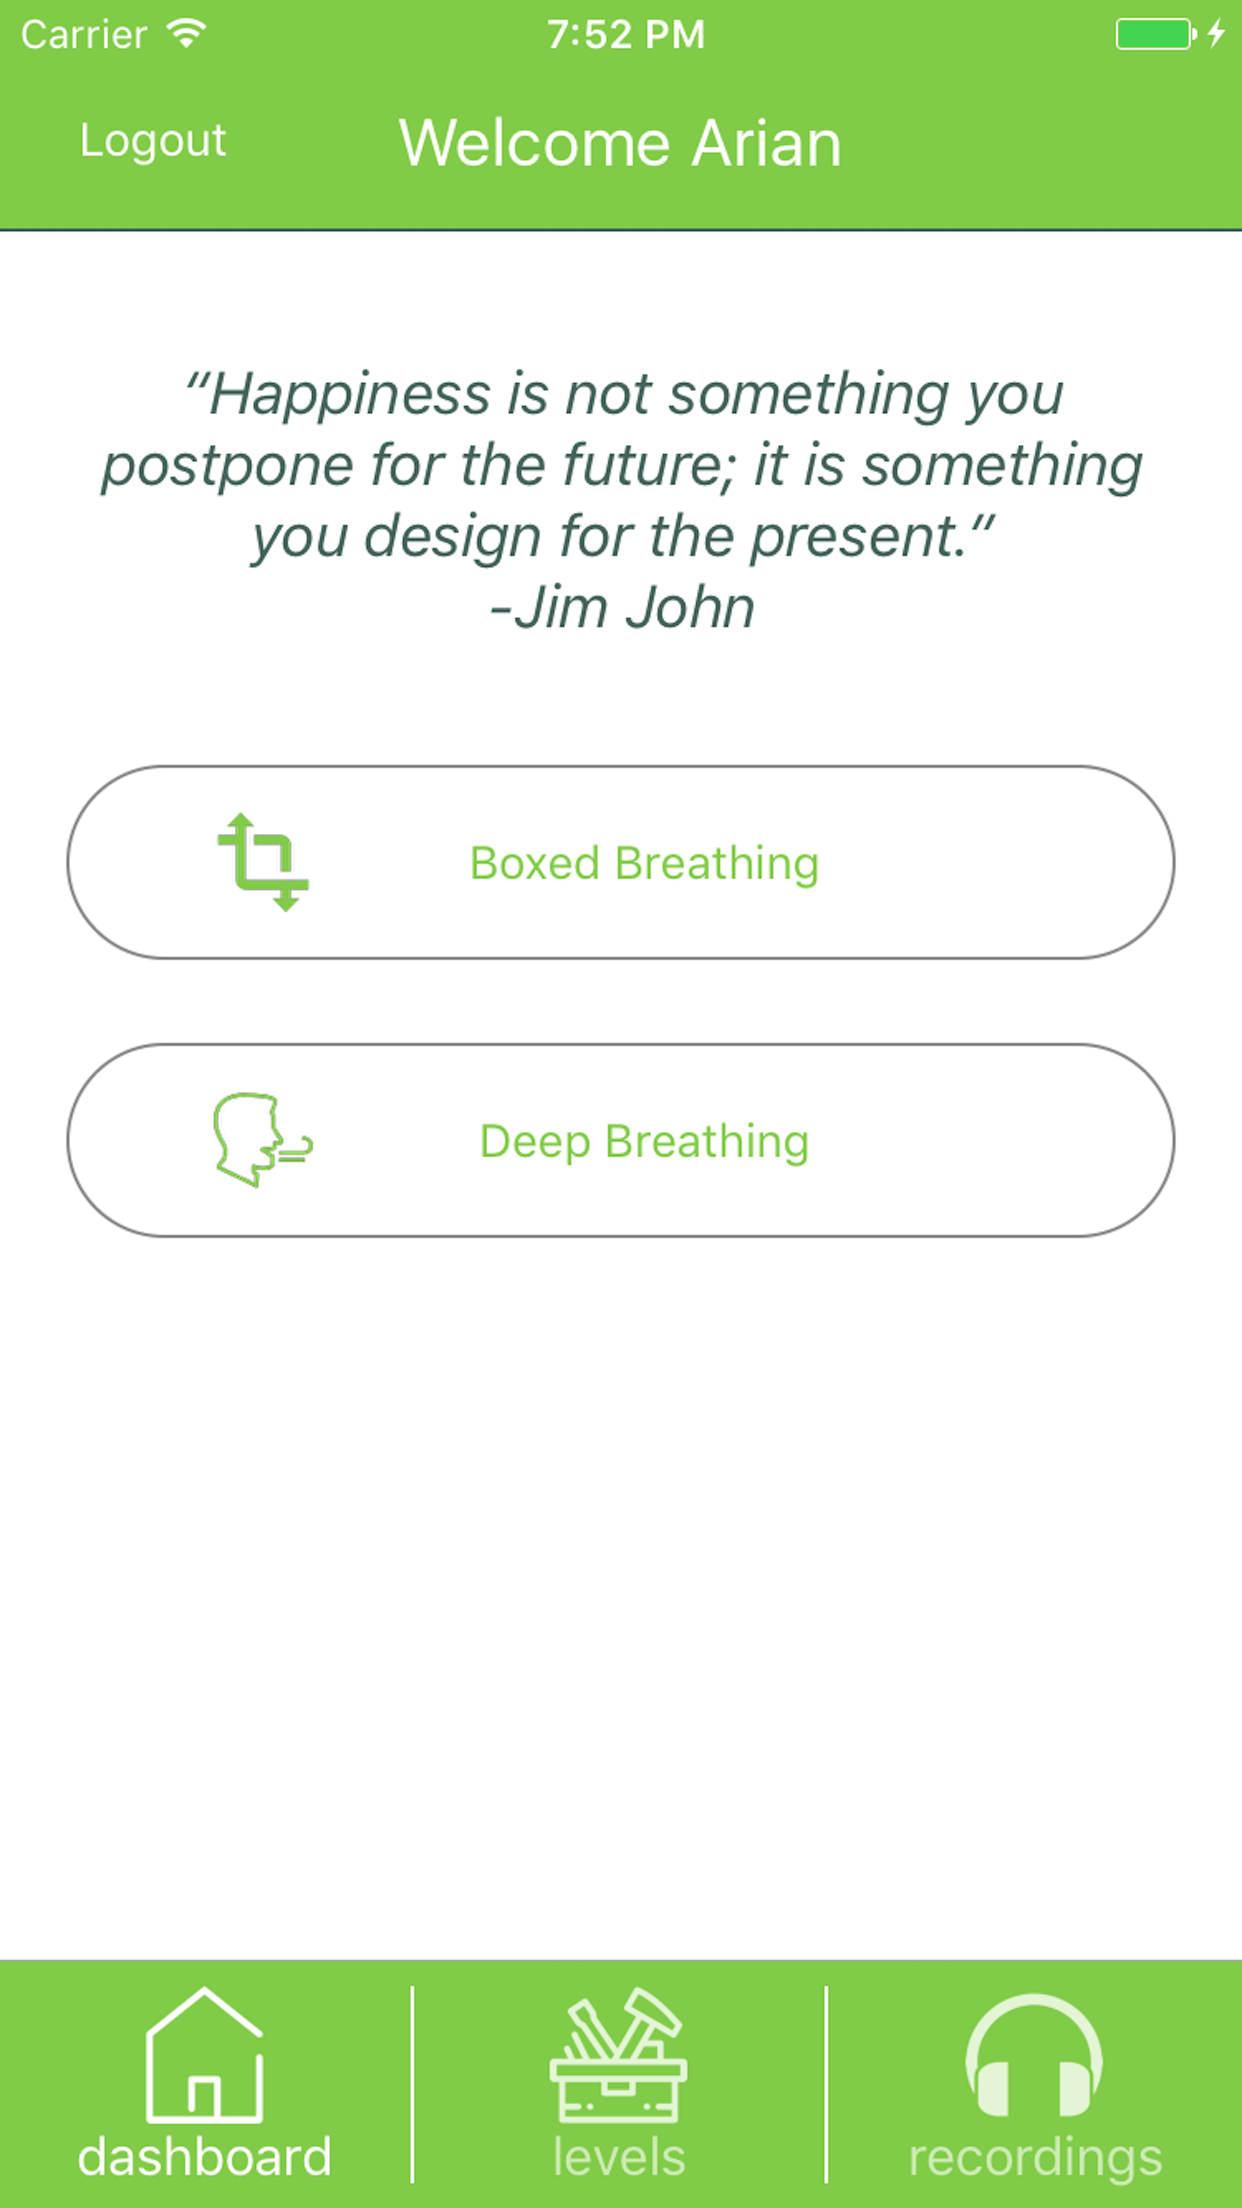 Carrier
7:52 PM
Logout
Welcome Arian
“Happiness is not something you
postpone for the future; it is something
you design for the present.”
-Jim John
Boxed Breathing
Deep Breathing
dashboard
levels
recordings